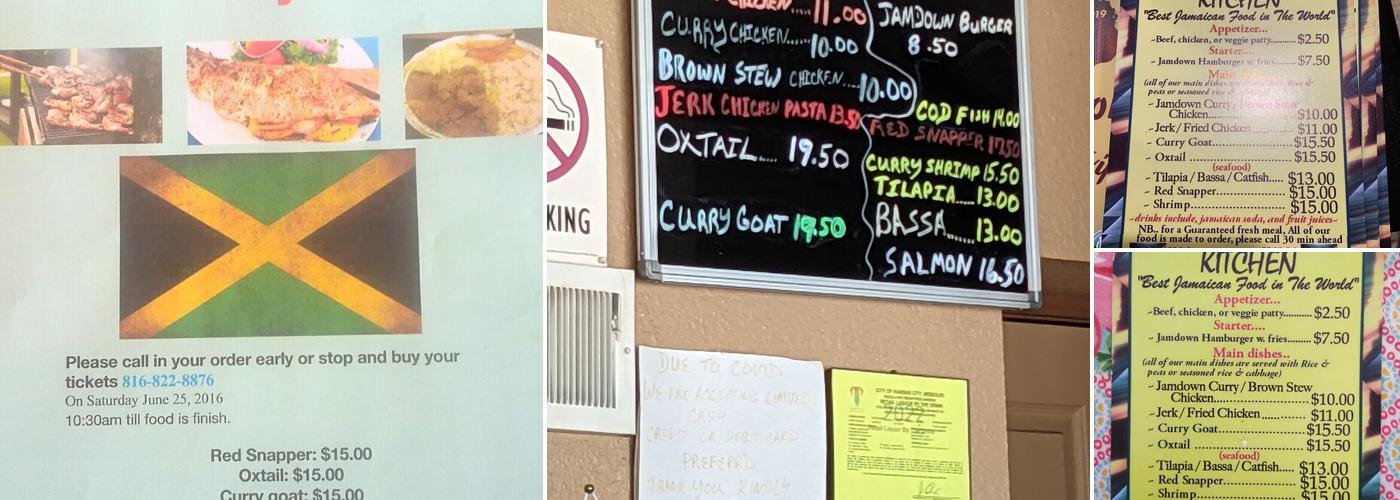 Please call in your order early or stop and buy your
tickets 816-822-8876
On Saturday June 25, 2016
10:30am till food is finish.
Red Snapper: $15.00
Oxtail: $15.00
Curry goat: $15.00
KING
CHICKEN...11.00
CURRY CHICKEN......10.00
BROWN STEW CHICKEN....10.00
JERK CHICKEN PASTA 13.50
OXTAIL.... 19.50
CURRY GOAT 19.50
JAMDOWN BURGER
8.50
COD FISH 14.00
RED SNAPPER 17.50
CURRY SHRIMP 15.50
TILAPIA.....13.00
BASSA......13.00
SALMON 16.50
DUE TO COVID
WE ARE ACCEPTING LIMITED
CASH
CREDIT OR DEBIT CARD
PREFERRD
THANK YOU KINDLY
CITY OF KANSAS CITY, MISSOURI
2022
KITCHEN
"Best Jamaican Food in The World"
Appetizer...
~Beef, chicken, or veggie patty..........$2.50
Starter....
~ Jamdown Hamburger w. fries.......$7.50
Main
(all of our main dishes Rice &
peas or seasoned rice & cabbage)
~ Jamdown Curry/Brown Stew
Chicken......................$10.00
~ Jerk/Fried Chicken ............$11.00
~ Curry Goat.......................$15.50
~ Oxtail ..............................$15.50
(seafood)
~ Tilapia/Bassa/Catfish..... $13.00
~ Red Snapper...................$15.00
~ Shrimp............................$15.00
~drinks include, jamaican soda, and fruit juices~
NB.. for a Guaranteed fresh meal, All of our
food is made to order, please call 30 min ahead
KITCHEN
"Best Jamaican Food in The World"
Appetizer...
~Beef, chicken, or veggie patty..........$2.50
Starter....
~ Jamdown Hamburger w. fries.......$7.50
Main dishes..
(all of our main dishes are served with Rice &
peas or seasoned rice & cabbage)
~ Jamdown Curry/Brown Stew
Chicken......................$10.00
~ Jerk/Fried Chicken ............$11.00
~ Curry Goat.......................$15.50
~ Oxtail ..............................$15.50
(seafood)
~ Tilapia/Bassa/Catfish..... $13.00
~ Red Snapper...................$15.00
~ Shrimp............................$15.00